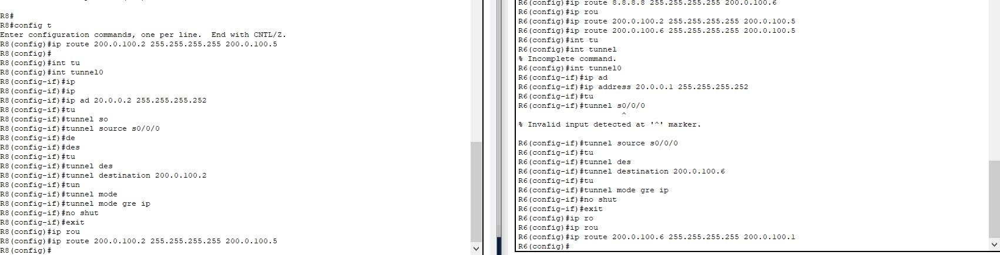 R8#
R8#config t
Enter configuration commands, one per line.  End with CNTL/Z.
R8(config)#ip route 200.0.100.2 255.255.255.255 200.0.100.5
R8(config)#
R8(config)#int tu
R8(config)#int tunnel0
R8(config-if)#ip
R8(config-if)#ip
R8(config-if)#ip ad 20.0.0.2 255.255.255.252
R8(config-if)#tu
R8(config-if)#tunnel so
R8(config-if)#tunnel source s0/0/0
R8(config-if)#de
R8(config-if)#des
R8(config-if)#tu
R8(config-if)#tunnel des
R8(config-if)#tunnel destination 200.0.100.2
R8(config-if)#tun
R8(config-if)#tunnel mode
R8(config-if)#tunnel mode gre ip
R8(config-if)#no shut
R8(config-if)#exit
R8(config)#ip rou
R8(config)#ip route 200.0.100.2 255.255.255.255 200.0.100.5
R8(config)#
R6(config)#ip route 8.8.8.8 255.255.255.255 200.0.100.6
R6(config)#ip rou
R6(config)#ip route 200.0.100.2 255.255.255.255 200.0.100.5
R6(config)#ip route 200.0.100.6 255.255.255.255 200.0.100.5
R6(config)#int tu
R6(config)#int tunnel
% Incomplete command.
R6(config)#int tunnel0
R6(config-if)#ip ad
R6(config-if)#ip address 20.0.0.1 255.255.255.252
R6(config-if)#tu
R6(config-if)#tunnel s0/0/0
^
% Invalid input detected at '^' marker.
R6(config-if)#tunnel source s0/0/0
R6(config-if)#tu
R6(config-if)#tunnel des
R6(config-if)#tunnel destination 200.0.100.6
R6(config-if)#tu
R6(config-if)#tunnel mode gre ip
R6(config-if)#no shut
R6(config-if)#exit
R6(config)#ip ro
R6(config)#ip rou
R6(config)#ip route 200.0.100.6 255.255.255.255 200.0.100.1
R6(config)#